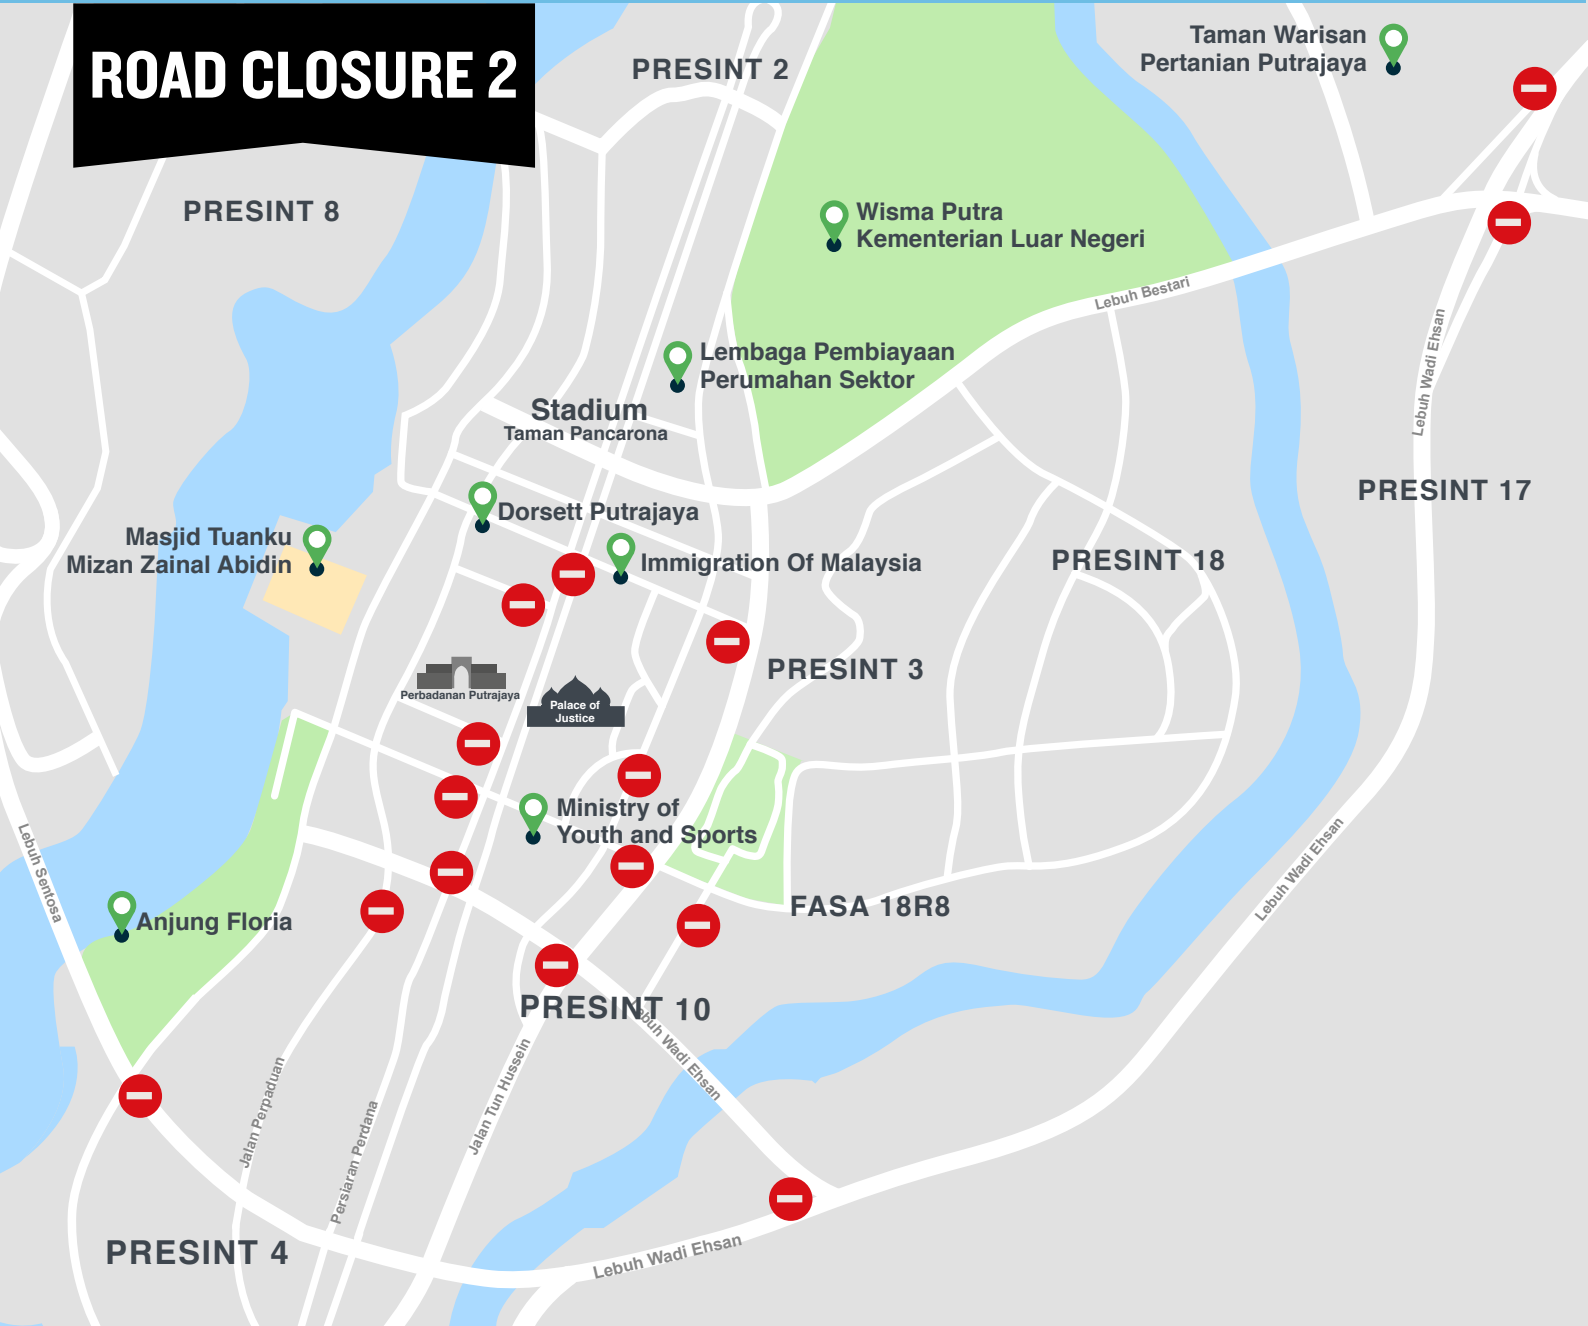 ROAD CLOSURE 2
PRESINT 2
Taman Warisan
Pertanian Putrajaya
PRESINT 8
Wisma Putra
Kementerian Luar Negeri
Lebuh Bestari
Lebuh Wadi Ehsan
Lembaga Pembiayaan
Perumahan Sektor
Stadium
Taman Pancarona
PRESINT 17
Dorsett Putrajaya
Masjid Tuanku
Mizan Zainal Abidin
Immigration Of Malaysia
PRESINT 18
PRESINT 3
Perbadanan Putrajaya
Palace of
Justice
Ministry of
Youth and Sports
Lebuh Sentosa
Lebuh Wadi Ehsan
FASA 18R8
Anjung Floria
PRESINT 10
Lebuh Wadi Ehsan
Jalan Perpaduan
Persiaran Perdana
Jalan Tun Hussein
PRESINT 4
Lebuh Wadi Ehsan